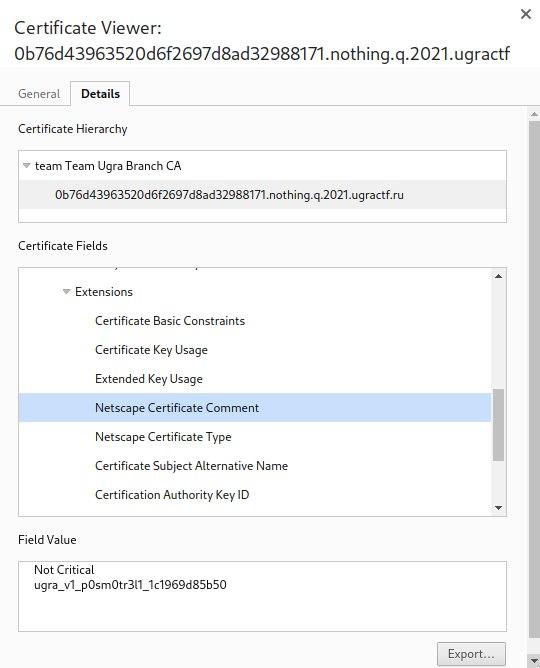 Certificate Viewer:
0b76d43963520d6f2697d8ad32988171.nothing.q.2021.ugractf
General
Details
Certificate Hierarchy
team Team Ugra Branch CA
0b76d43963520d6f2697d8ad32988171.nothing.q.2021.ugractf.ru
Certificate Fields
Extensions
Certificate Basic Constraints
Certificate Key Usage
Extended Key Usage
Netscape Certificate Comment
Netscape Certificate Type
Certificate Subject Alternative Name
Certification Authority Key ID
Field Value
Not Critical
ugra_v1_p0sm0tr3l1_1c1969d85b50
Export...